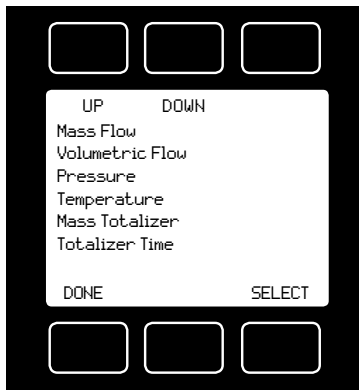 UP DOWN
Mass Flow
Volumetric Flow
Pressure
Temperature
Mass Totalizer
Totalizer Time
DONE SELECT